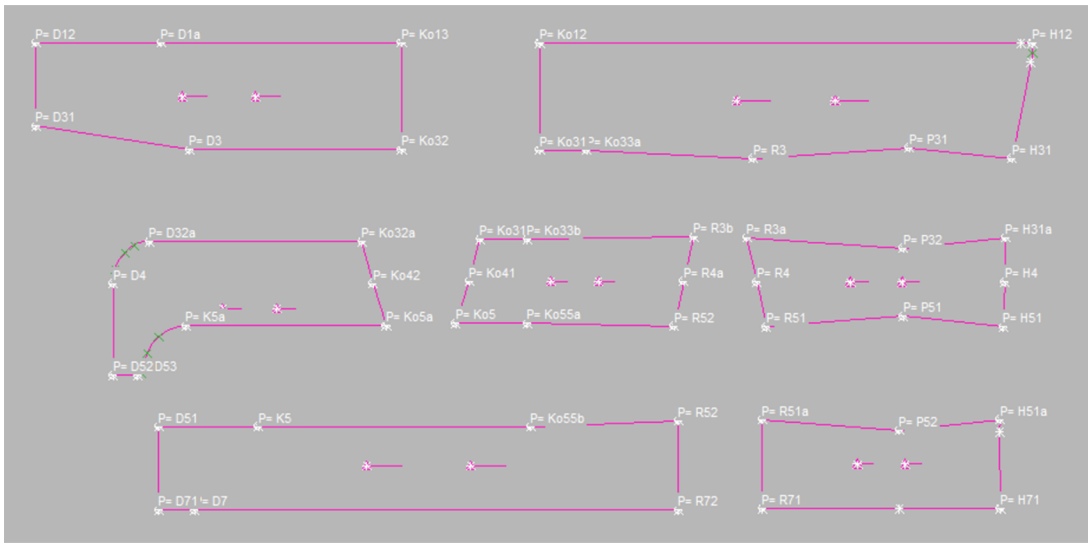 P= D12 P= D1a P= Ko13 P= Ko12 P= H12
P= D31 P= D3 P= Ko32 P= Ko31 P= Ko33a P= R3 P= P31 P= H31
P= D32a P= Ko32a P= Ko31 P= Ko33b P= R3b P= R3a P= P32 P= H31a
P= D4 P= Ko42 P= Ko41 P= R4a P= R4 P= H4
P= K5a P= Ko5a P= Ko5 P= Ko55a P= R52 P= R51 P= P51 P= H51
P= D52 D53
P= D51 P= K5 P= Ko55b P= R52 P= R51a P= P52 P= H51a
P= D71 P= D7 P= R72 P= R71 P= H71